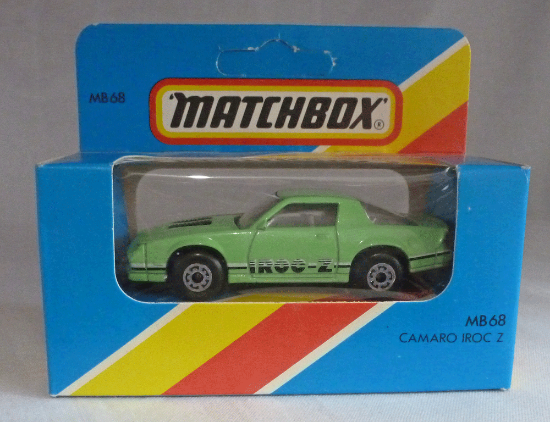 MB68
"MATCHBOX"
®
IROC-Z
MB68
CAMARO IROC Z